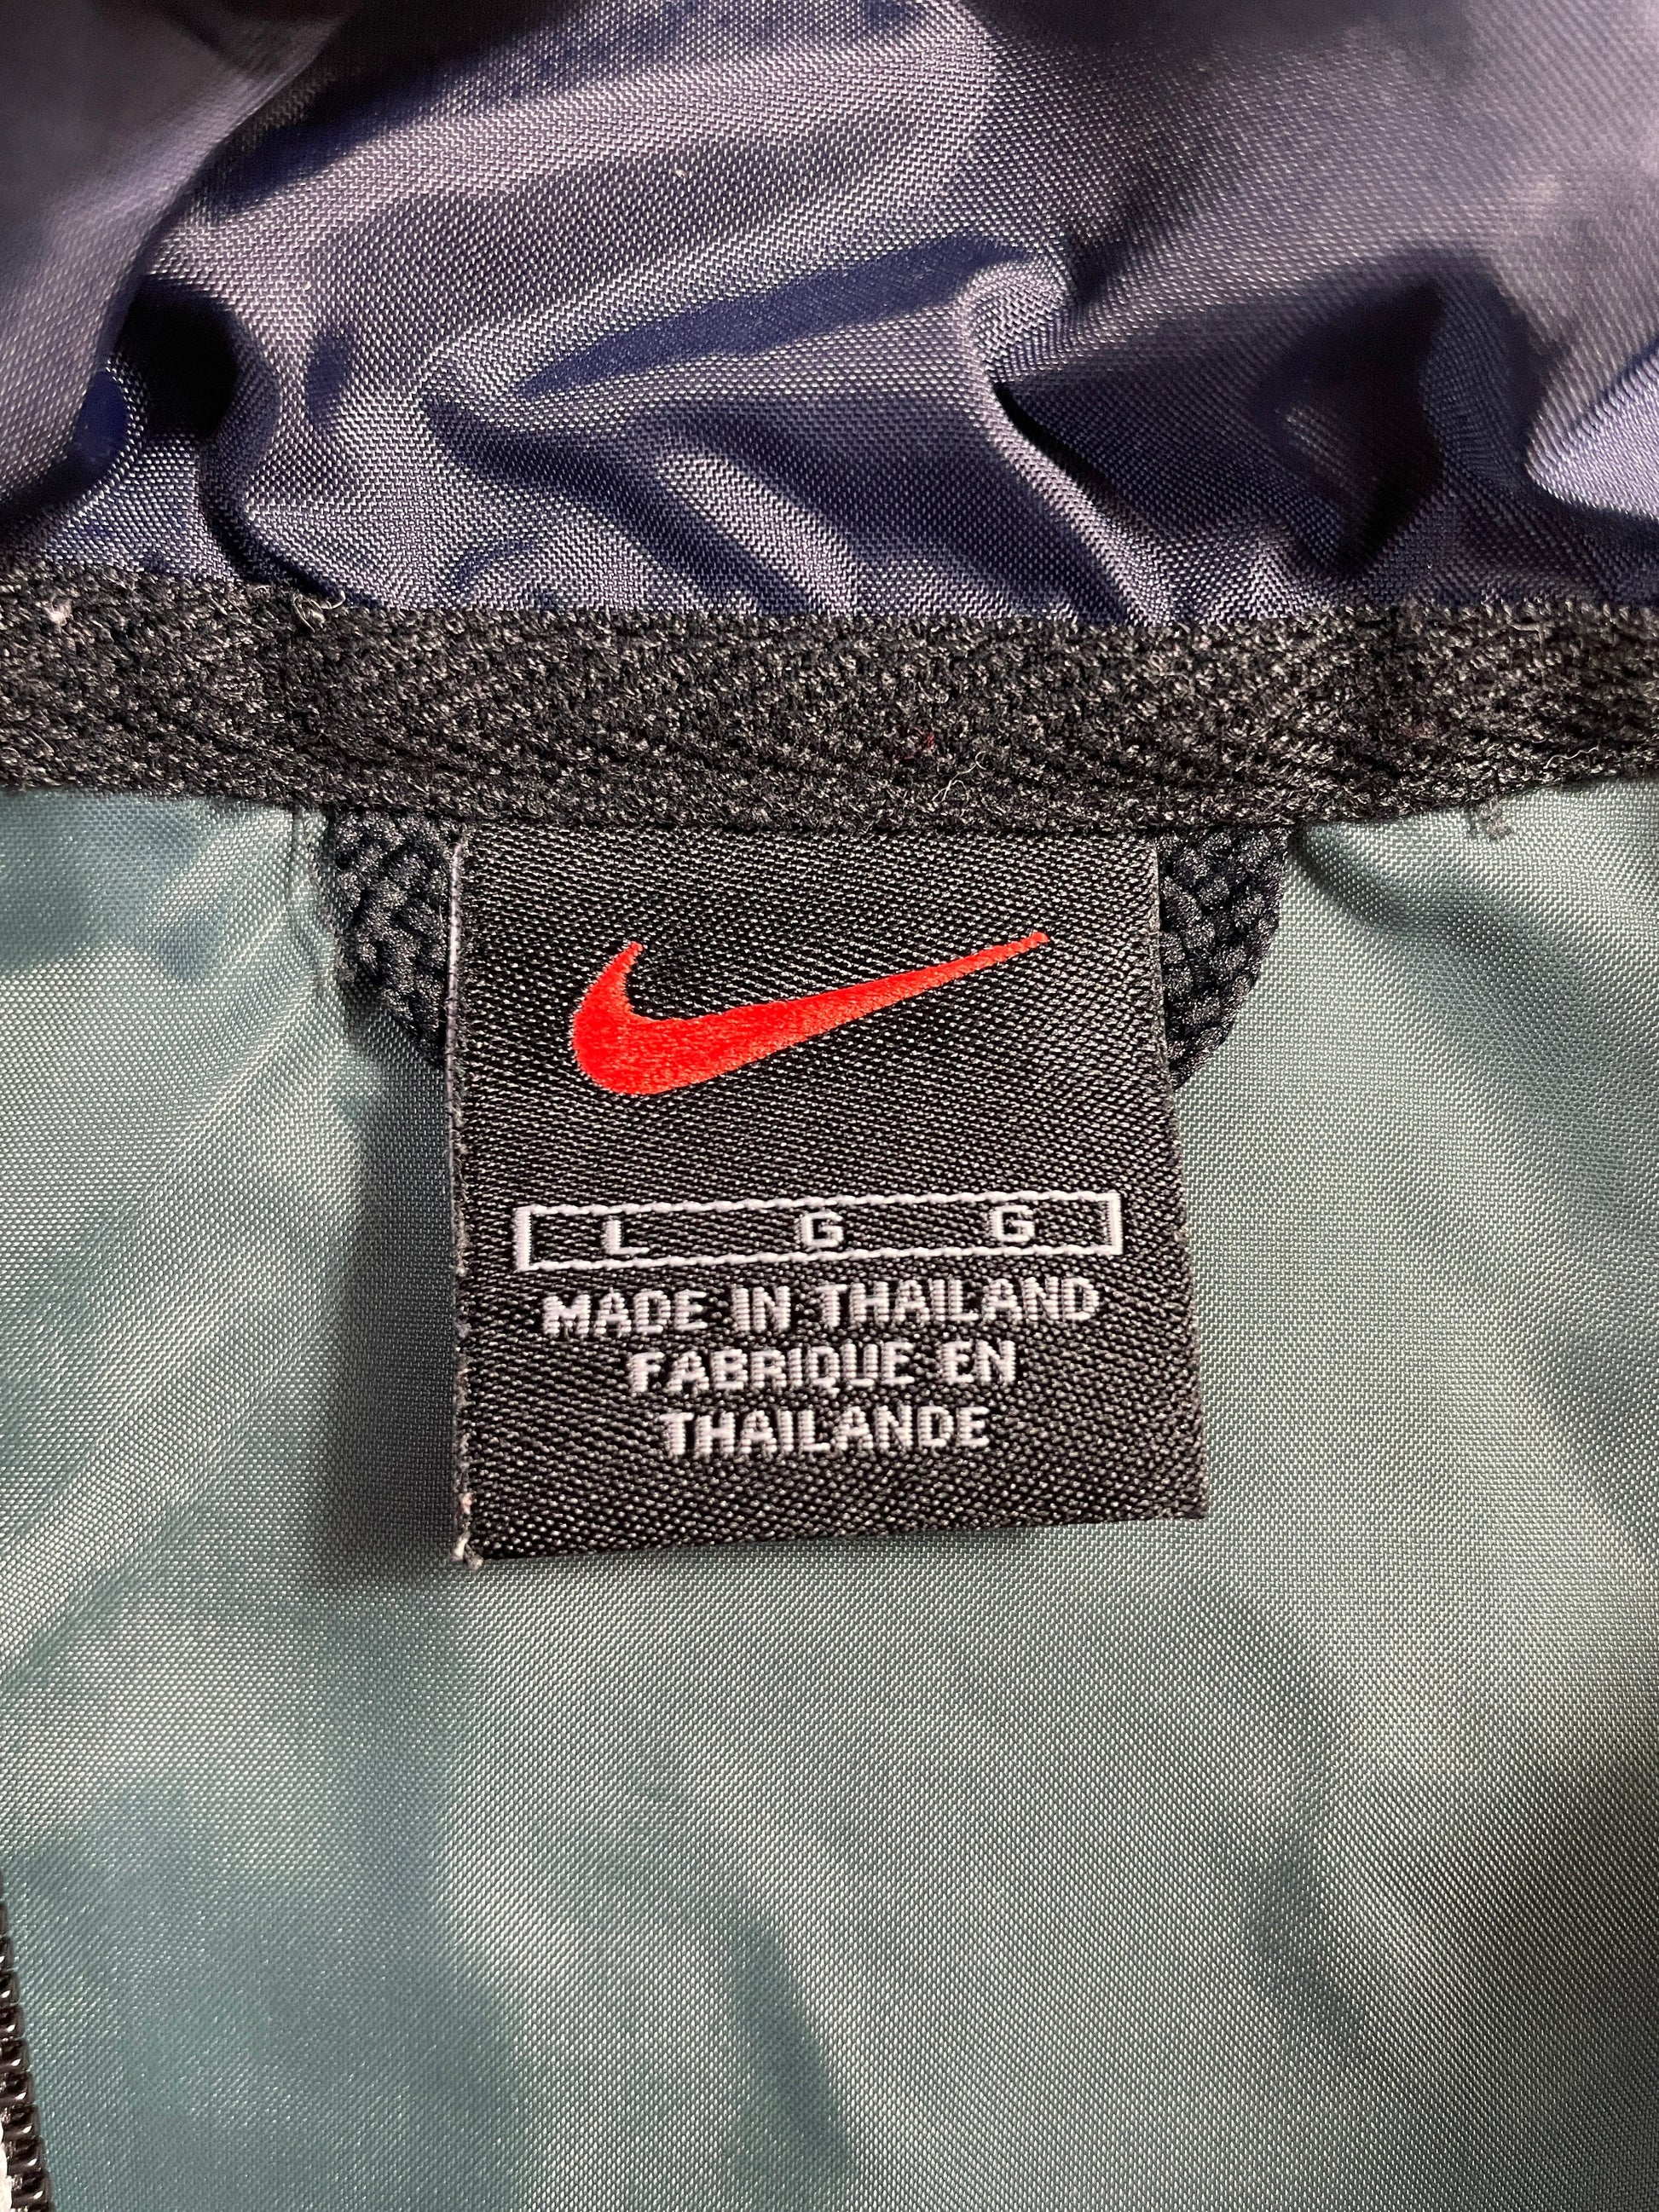 L G G
MADE IN THAILAND
FABRIQUE EN
THAILANDE